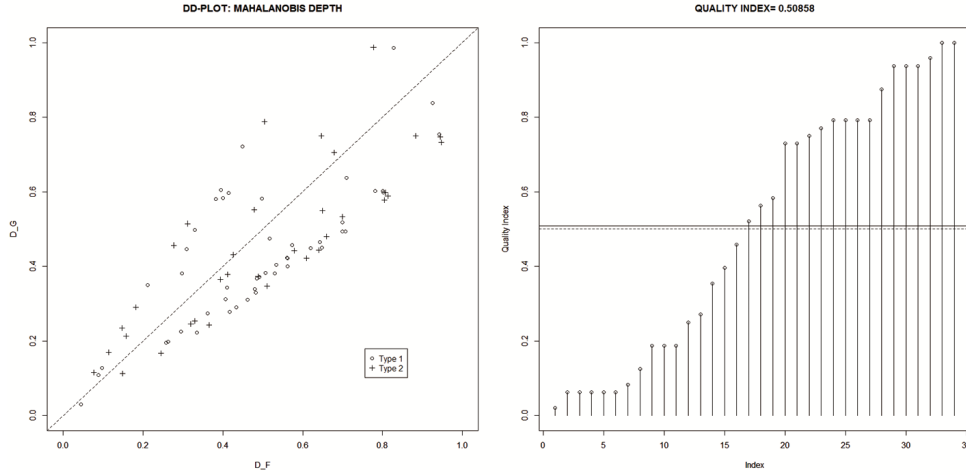 DD-PLOT: MAHALANOBIS DEPTH
D_G
1.0
0.8
0.6
0.4
0.2
0.0
Type 1
Type 2
0.0 0.2 0.4 0.6 0.8 1.0
D_F
QUALITY INDEX= 0.50858
Quality Index
1.0
0.8
0.6
0.4
0.2
0.0
0 5 10 15 20 25 30 35
Index